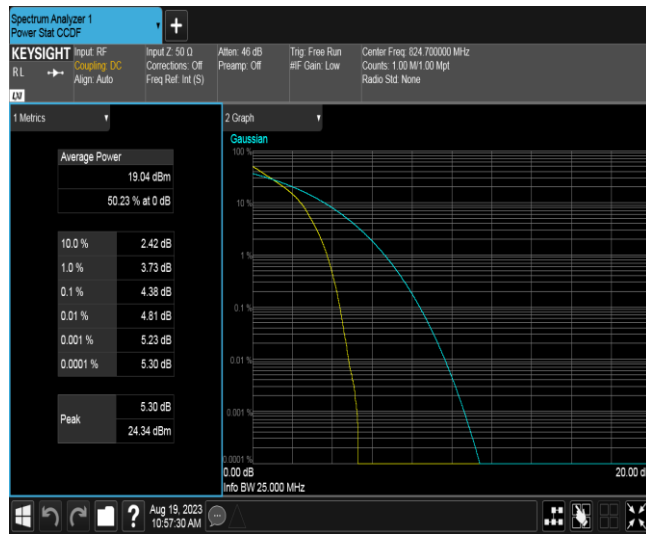 Spectrum Analyzer 1
Power Stat CCDF
+
KEYSIGHT
RL
LXI
Input: RF
Coupling: DC
Align: Auto
Input Z: 50 Ω
Corrections: Off
Freq Ref: Int (S)
Atten: 46 dB
Preamp: Off
Trig: Free Run
#IF Gain: Low
Center Freq: 824.700000 MHz
Counts: 1.00 M/1.00 Mpt
Radio Std: None
1 Metrics
Average Power
19.04 dBm
50.23 % at 0 dB
10.0 % 2.42 dB
1.0 % 3.73 dB
0.1 % 4.38 dB
0.01 % 4.81 dB
0.001 % 5.23 dB
0.0001 % 5.30 dB
Peak
5.30 dB
24.34 dBm
2 Graph
Gaussian
100 %
10 %
1 %
0.1 %
0.01 %
0.001 %
0.0001 %
0.00 dB
20.00 d
Info BW 25.000 MHz
?
Aug 19, 2023
10:57:30 AM